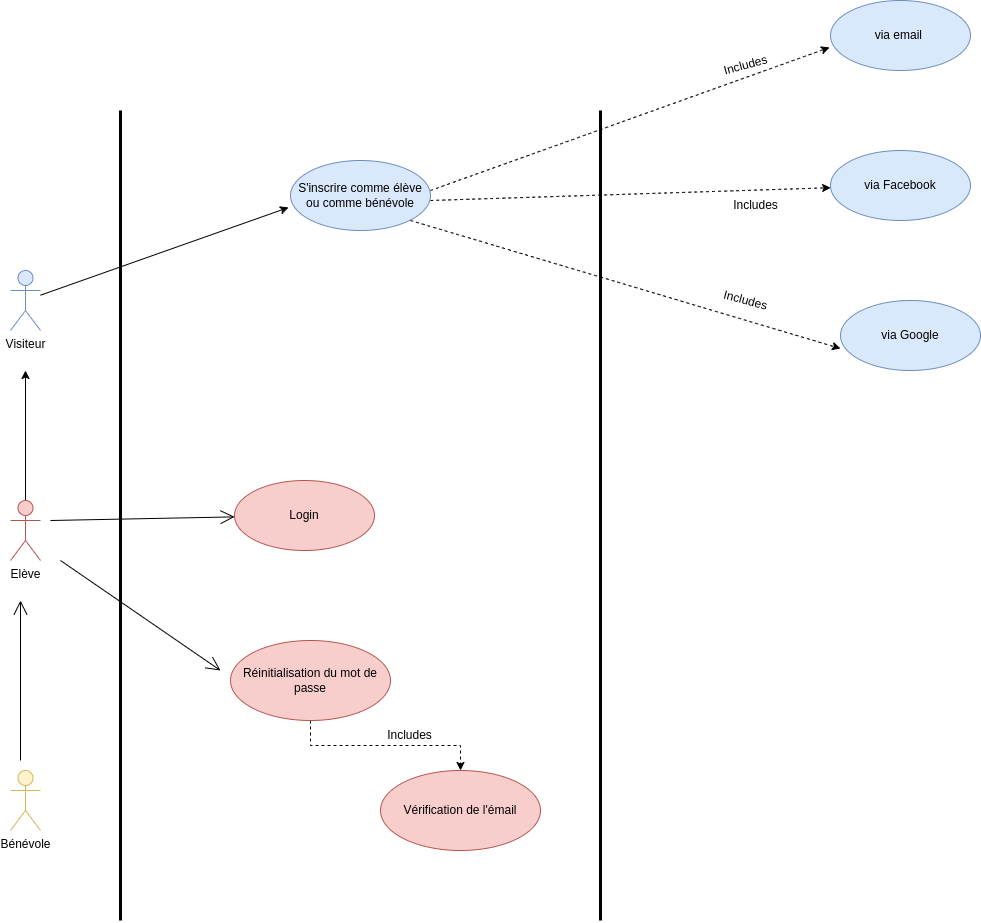 via email
Includes
S'inscrire comme élève
ou comme bénévole
via Facebook
Includes
Includes
via Google
Visiteur
Login
Elève
Réinitialisation du mot de
passe
Includes
Vérification de l'émail
Bénévole